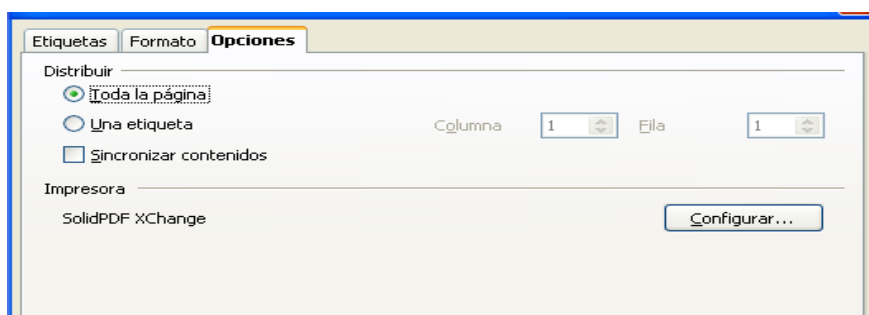 Etiquetas Formato Opciones
Distribuir
Toda la página
Una etiqueta Columna 1 Fila 1
Sincronizar contenidos
Impresora
SolidPDF XChange Configurar...